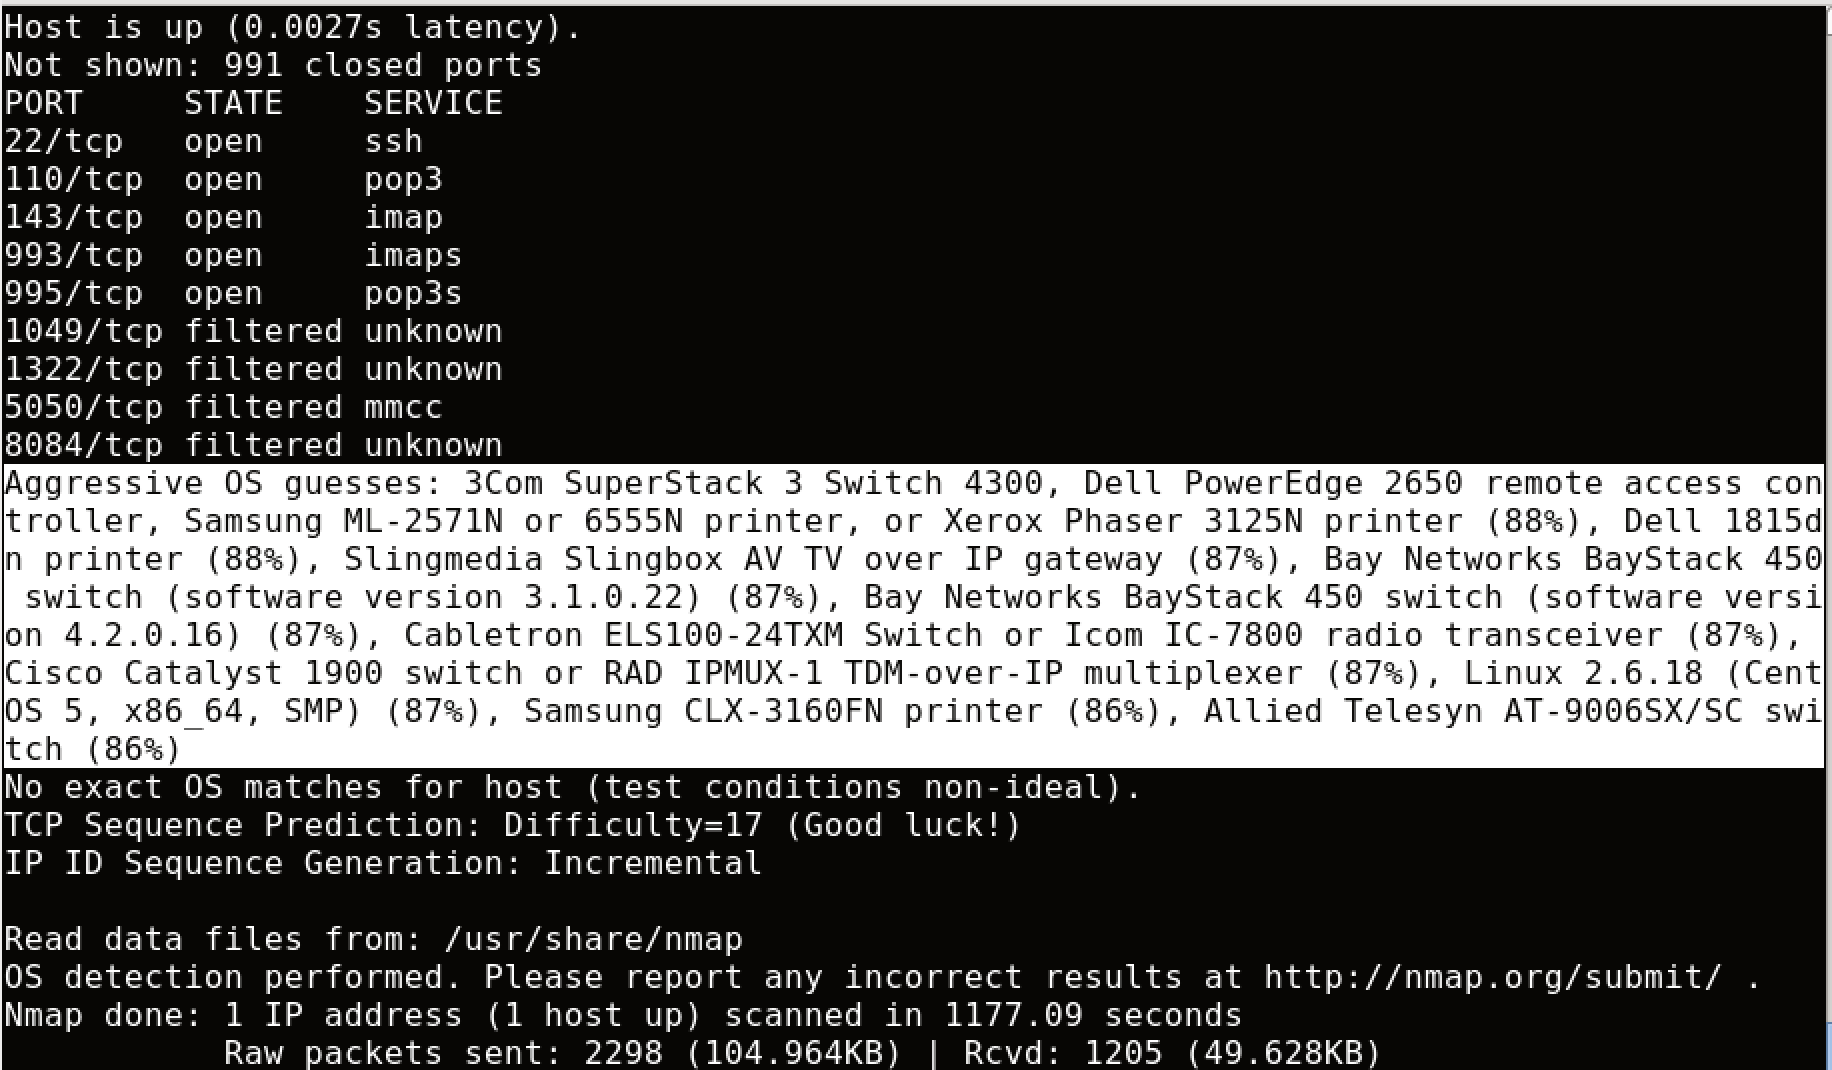 Host is up (0.0027s latency).
Not shown: 991 closed ports
PORT     STATE    SERVICE
22/tcp   open     ssh
110/tcp  open     pop3
143/tcp  open     imap
993/tcp  open     imaps
995/tcp  open     pop3s
1049/tcp filtered unknown
1322/tcp filtered unknown
5050/tcp filtered mmcc
8084/tcp filtered unknown
Aggressive OS guesses: 3Com SuperStack 3 Switch 4300, Dell PowerEdge 2650 remote access con
troller, Samsung ML-2571N or 6555N printer, or Xerox Phaser 3125N printer (88%), Dell 1815d
n printer (88%), Slingmedia Slingbox AV TV over IP gateway (87%), Bay Networks BayStack 450
 switch (software version 3.1.0.22) (87%), Bay Networks BayStack 450 switch (software versi
on 4.2.0.16) (87%), Cabletron ELS100-24TXM Switch or Icom IC-7800 radio transceiver (87%),
Cisco Catalyst 1900 switch or RAD IPMUX-1 TDM-over-IP multiplexer (87%), Linux 2.6.18 (Cent
OS 5, x86_64, SMP) (87%), Samsung CLX-3160FN printer (86%), Allied Telesyn AT-9006SX/SC swi
tch (86%)
No exact OS matches for host (test conditions non-ideal).
TCP Sequence Prediction: Difficulty=17 (Good luck!)
IP ID Sequence Generation: Incremental

Read data files from: /usr/share/nmap
OS detection performed. Please report any incorrect results at http://nmap.org/submit/ .
Nmap done: 1 IP address (1 host up) scanned in 1177.09 seconds
           Raw packets sent: 2298 (104.964KB) | Rcvd: 1205 (49.628KB)